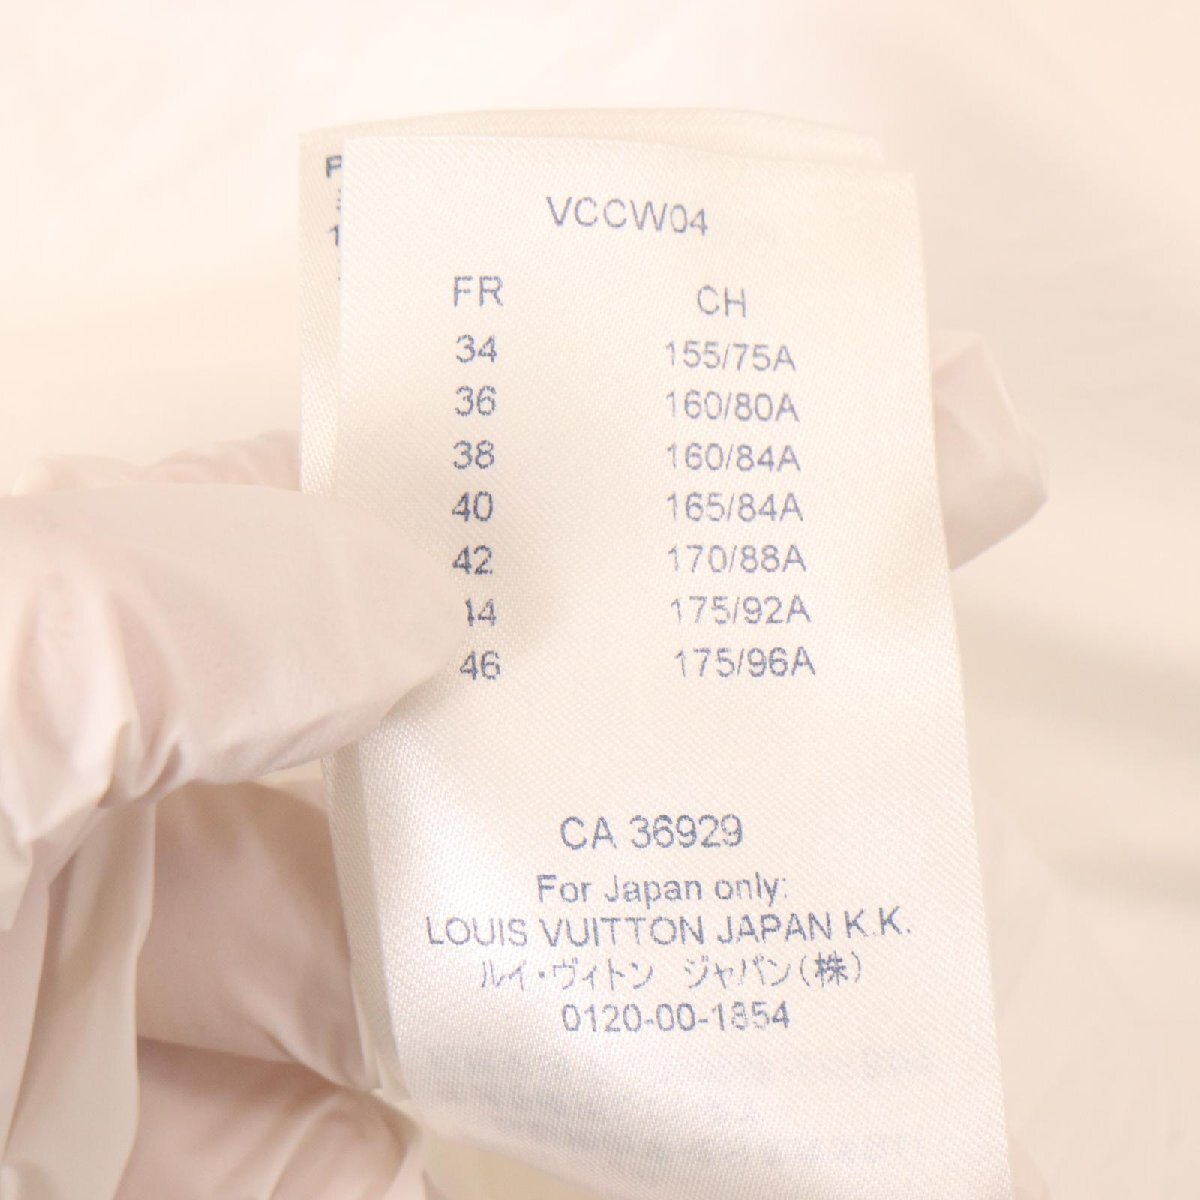 VCCW04
FR CH
34 155/75A
36 160/80A
38 160/84A
40 165/84A
42 170/88A
44 175/92A
46 175/96A
CA 36929
For Japan only:
LOUIS VUITTON JAPAN K.K.
ルイ・ヴィトン ジャパン(株)
0120-00-1854